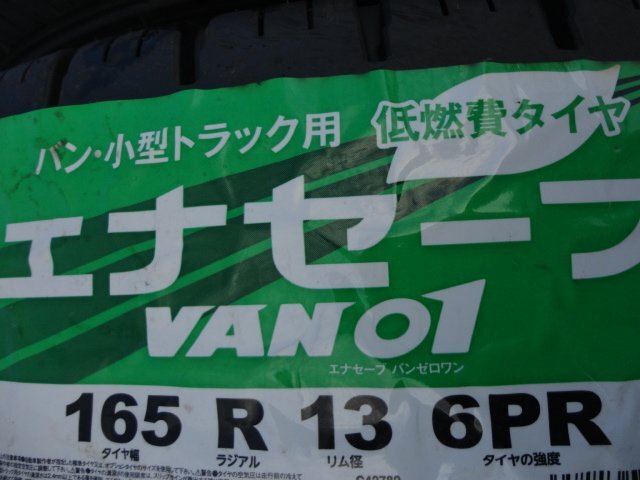 バン・小型トラック用 低燃費タイヤ
エナセーブ
VAN01
エナセーブ バンゼロワン
165 R 13 6PR
タイヤ幅 ラジアル リム径 タイヤの強度